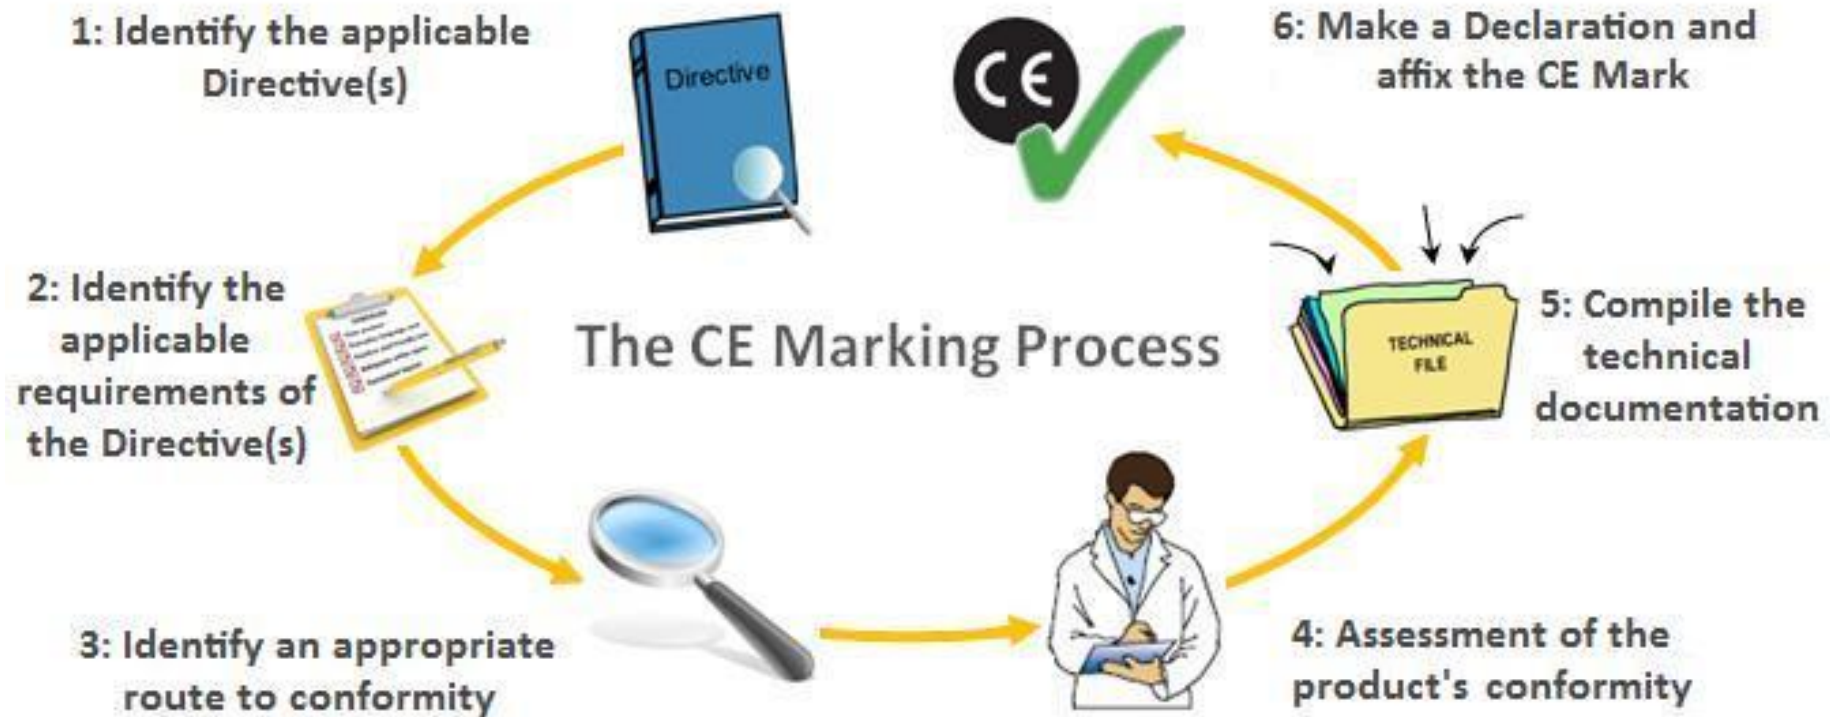 1: Identify the applicable
Directive(s)
Directive
CE
6: Make a Declaration and
affix the CE Mark
2: Identify the
applicable
requirements of
the Directive(s)
The CE Marking Process
TECHNICAL
FILE
5: Compile the
technical
documentation
3: Identify an appropriate
route to conformity
4: Assessment of the
product's conformity